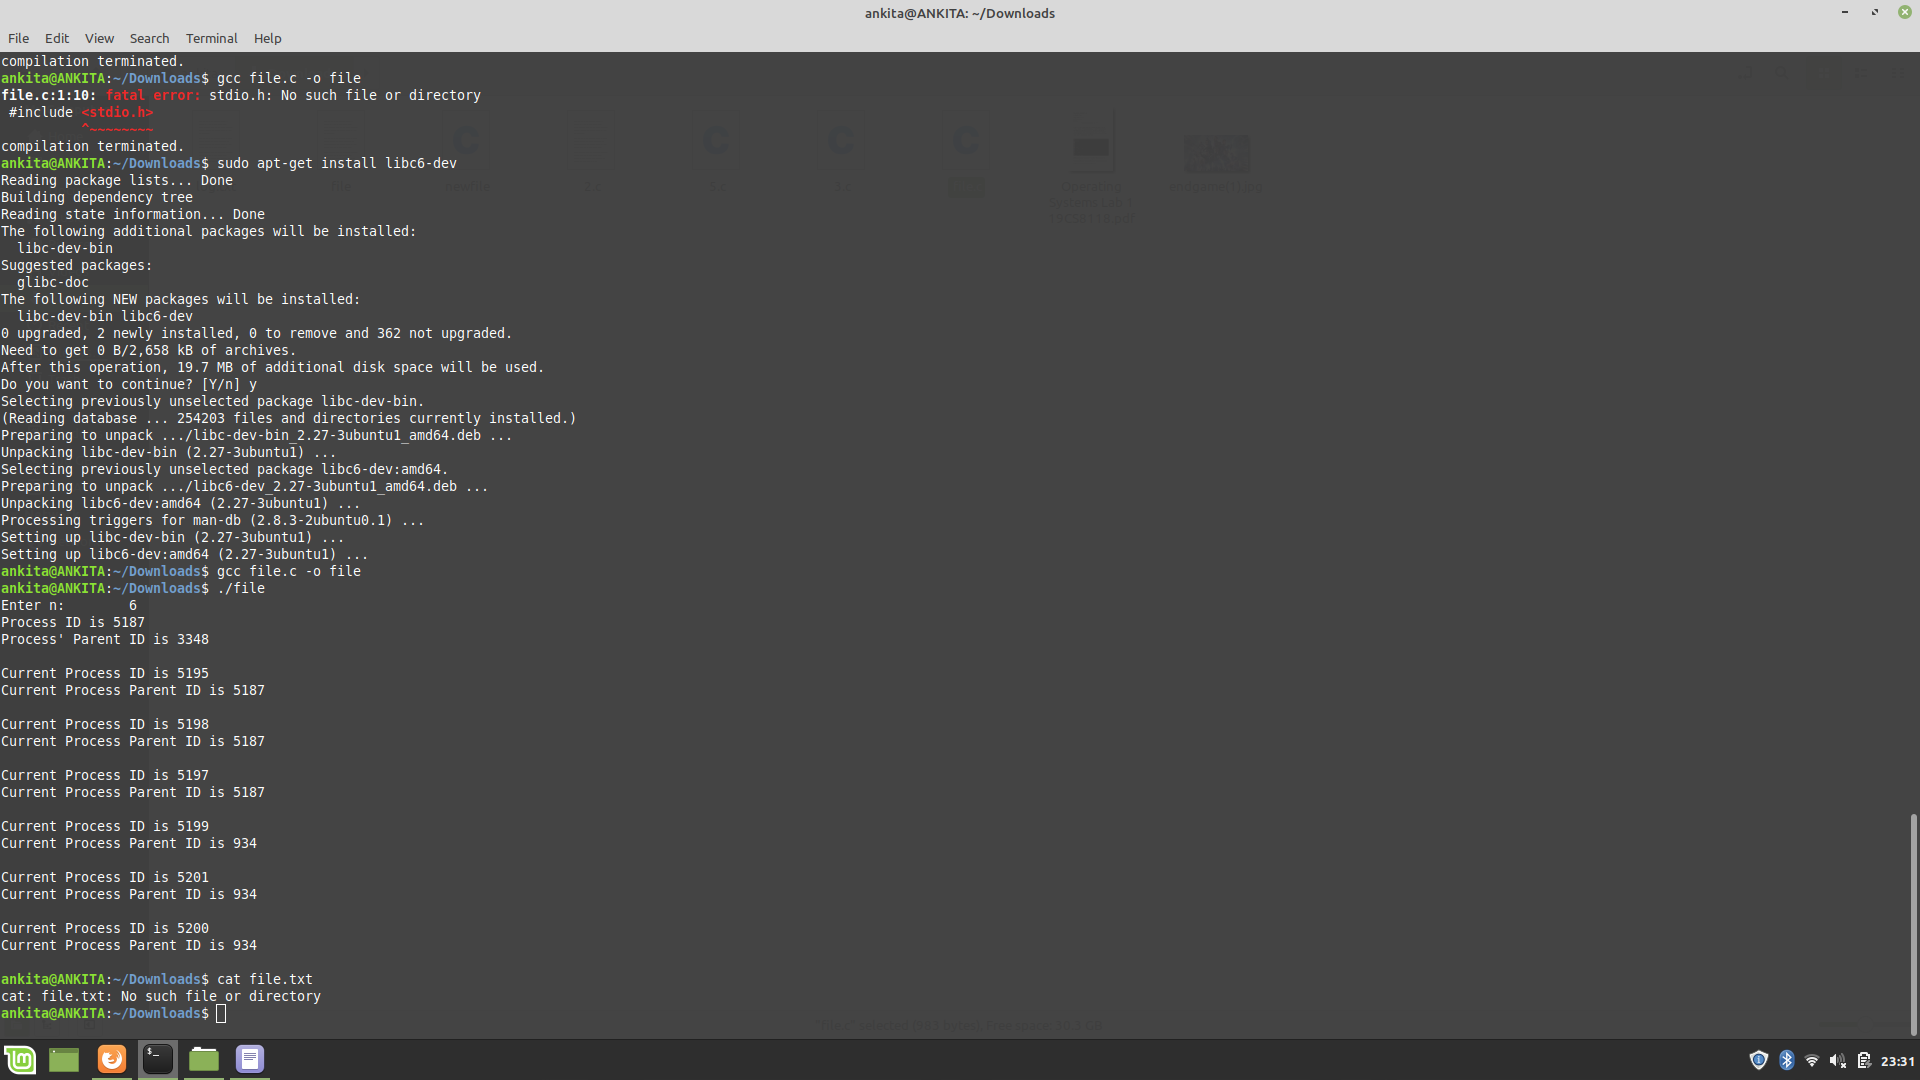 ankita@ANKITA: ~/Downloads
File Edit View Search Terminal Help
compilation terminated.
ankita@ANKITA:~/Downloads$ gcc file.c -o file
file.c:1:10: fatal error: stdio.h: No such file or directory
 #include <stdio.h>
          ^~~~~~~~~
compilation terminated.
ankita@ANKITA:~/Downloads$ sudo apt-get install libc6-dev
Reading package lists... Done
Building dependency tree
Reading state information... Done
The following additional packages will be installed:
  libc-dev-bin
Suggested packages:
  glibc-doc
The following NEW packages will be installed:
  libc-dev-bin libc6-dev
0 upgraded, 2 newly installed, 0 to remove and 362 not upgraded.
Need to get 0 B/2,658 kB of archives.
After this operation, 19.7 MB of additional disk space will be used.
Do you want to continue? [Y/n] y
Selecting previously unselected package libc-dev-bin.
(Reading database ... 254203 files and directories currently installed.)
Preparing to unpack .../libc-dev-bin_2.27-3ubuntu1_amd64.deb ...
Unpacking libc-dev-bin (2.27-3ubuntu1) ...
Selecting previously unselected package libc6-dev:amd64.
Preparing to unpack .../libc6-dev_2.27-3ubuntu1_amd64.deb ...
Unpacking libc6-dev:amd64 (2.27-3ubuntu1) ...
Processing triggers for man-db (2.8.3-2ubuntu0.1) ...
Setting up libc-dev-bin (2.27-3ubuntu1) ...
Setting up libc6-dev:amd64 (2.27-3ubuntu1) ...
ankita@ANKITA:~/Downloads$ gcc file.c -o file
ankita@ANKITA:~/Downloads$ ./file
Enter n:        6
Process ID is 5187
Process' Parent ID is 3348
Current Process ID is 5195
Current Process Parent ID is 5187
Current Process ID is 5198
Current Process Parent ID is 5187
Current Process ID is 5197
Current Process Parent ID is 5187
Current Process ID is 5199
Current Process Parent ID is 934
Current Process ID is 5201
Current Process Parent ID is 934
Current Process ID is 5200
Current Process Parent ID is 934
ankita@ANKITA:~/Downloads$ cat file.txt
cat: file.txt: No such file or directory
ankita@ANKITA:~/Downloads$
23:31